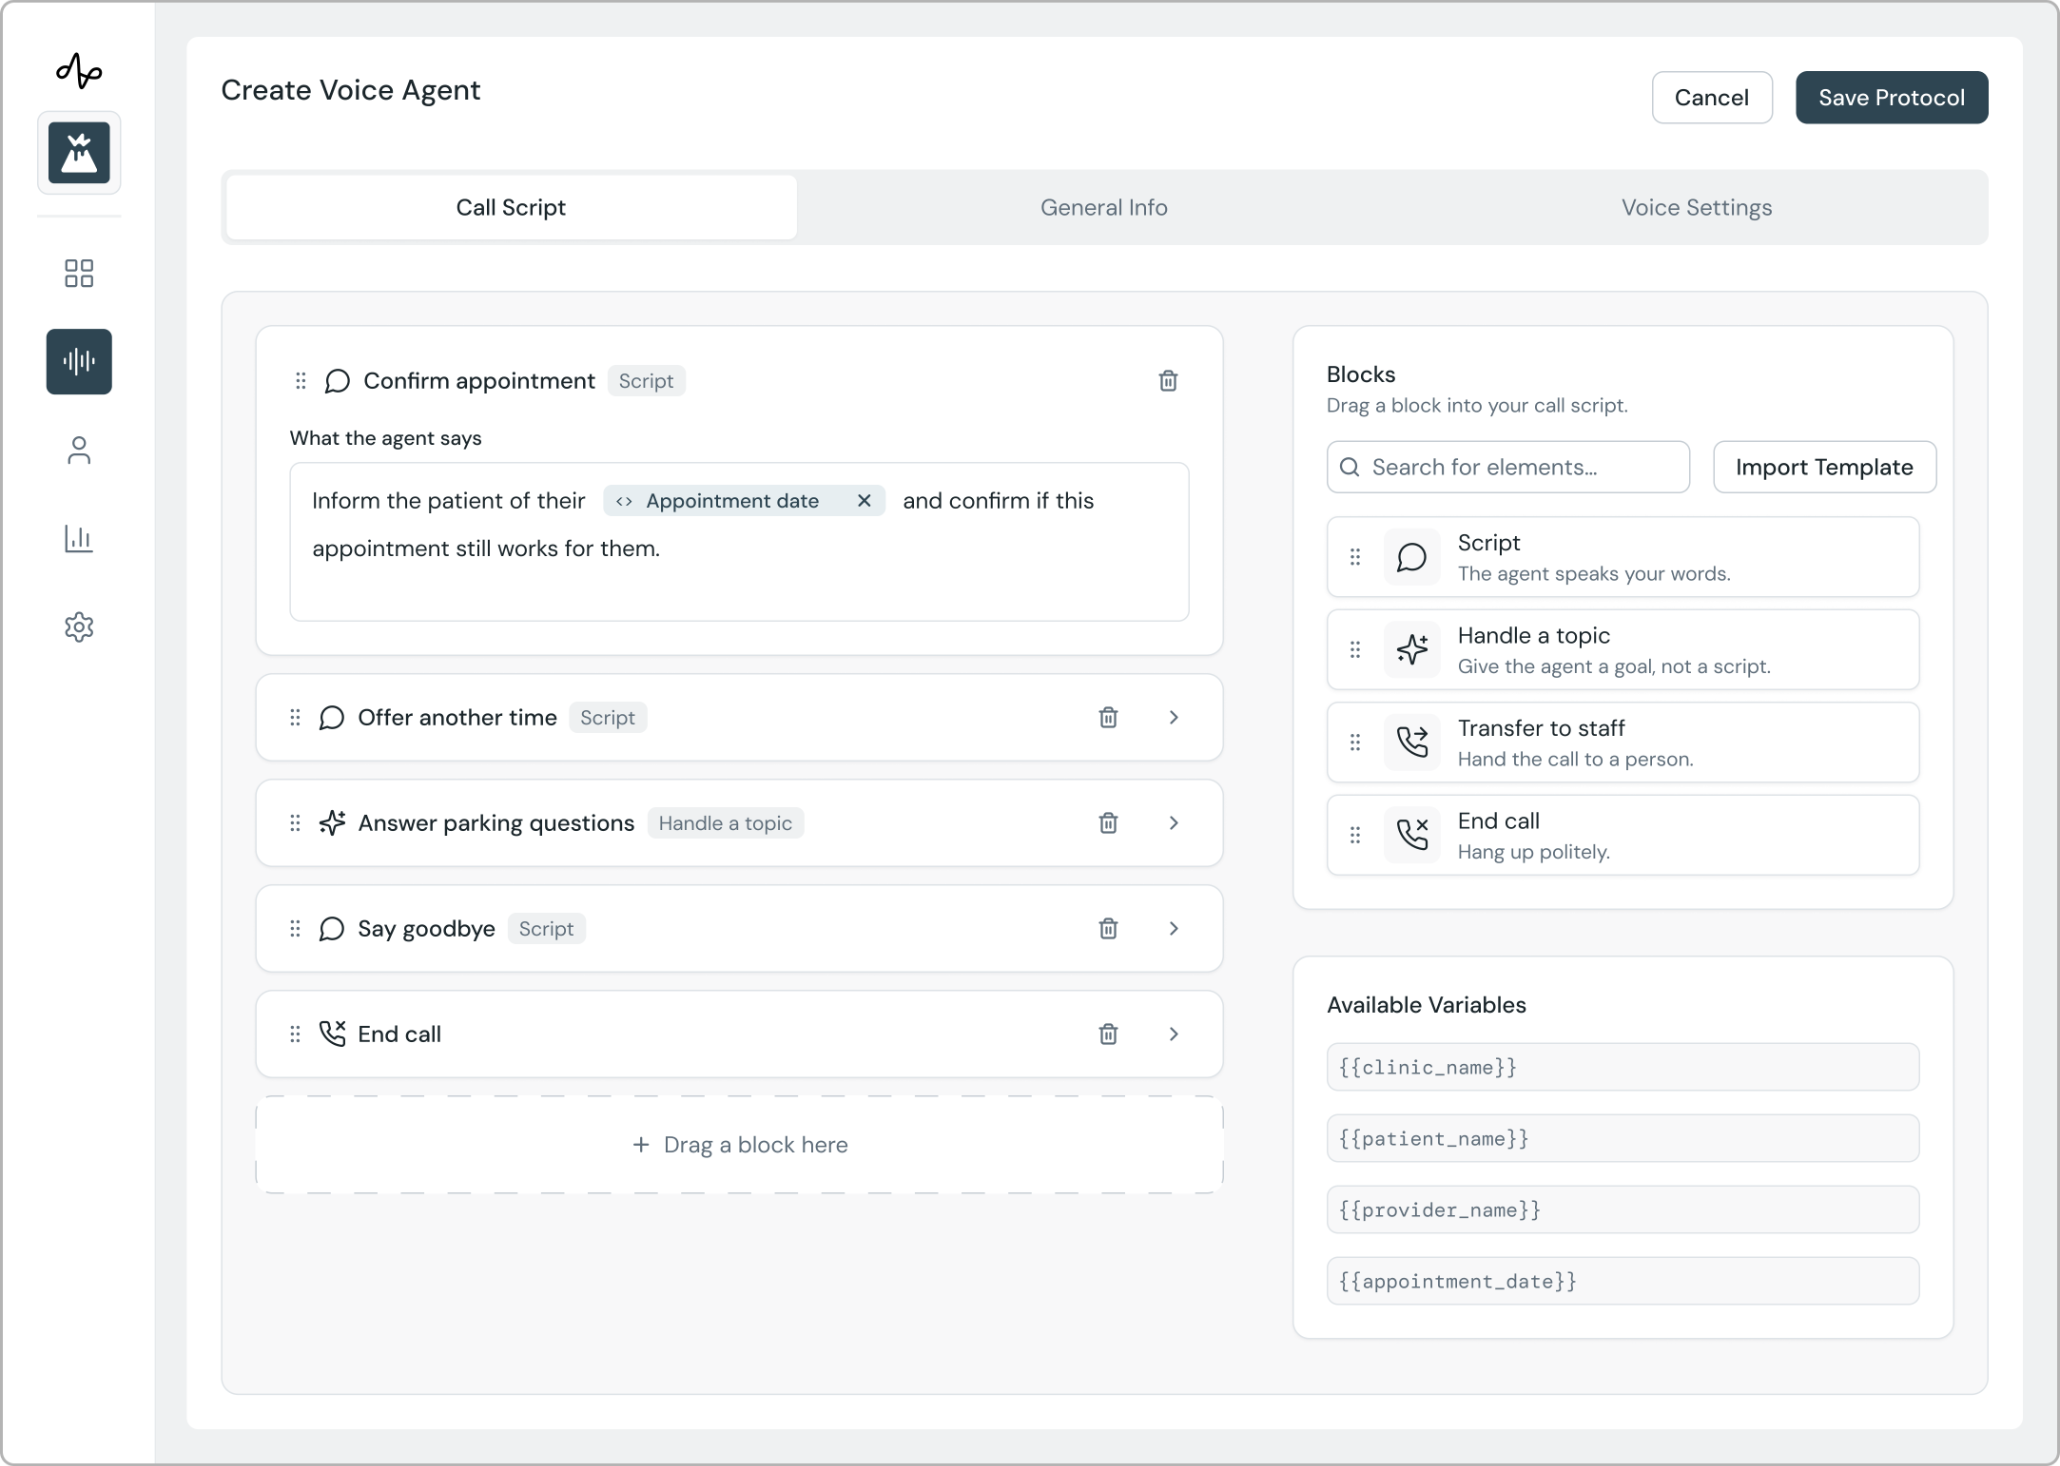 Create Voice Agent
Cancel
Save Protocol
Call Script
General Info
Voice Settings
Confirm appointment
Script
What the agent says
Inform the patient of their <> Appointment date × and confirm if this
appointment still works for them.
Offer another time
Script
Answer parking questions
Handle a topic
Say goodbye
Script
End call
+ Drag a block here
Blocks
Drag a block into your call script.
Search for elements...
Import Template
Script
The agent speaks your words.
Handle a topic
Give the agent a goal, not a script.
Transfer to staff
Hand the call to a person.
End call
Hang up politely.
Available Variables
{{clinic_name}}
{{patient_name}}
{{provider_name}}
{{appointment_date}}